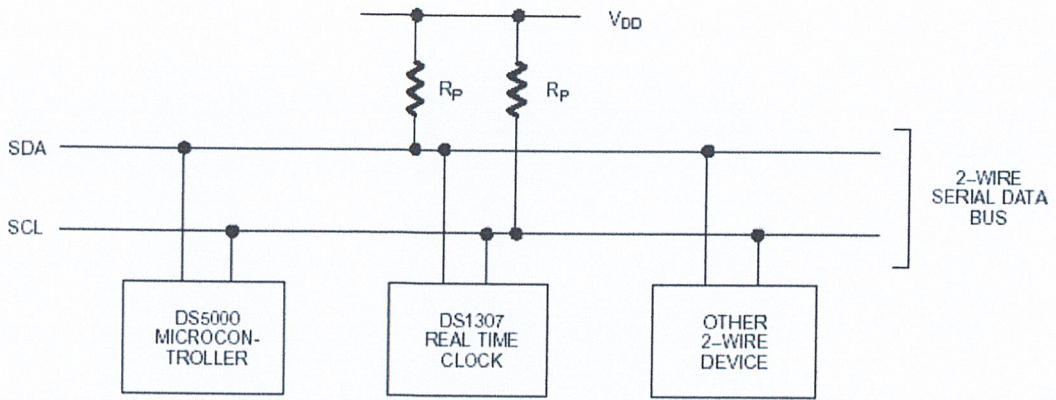 VDD
RP
RP
SDA
2–WIRE
SERIAL DATA
BUS
SCL
DS5000
MICROCON-
TROLLER
DS1307
REAL TIME
CLOCK
OTHER
2–WIRE
DEVICE